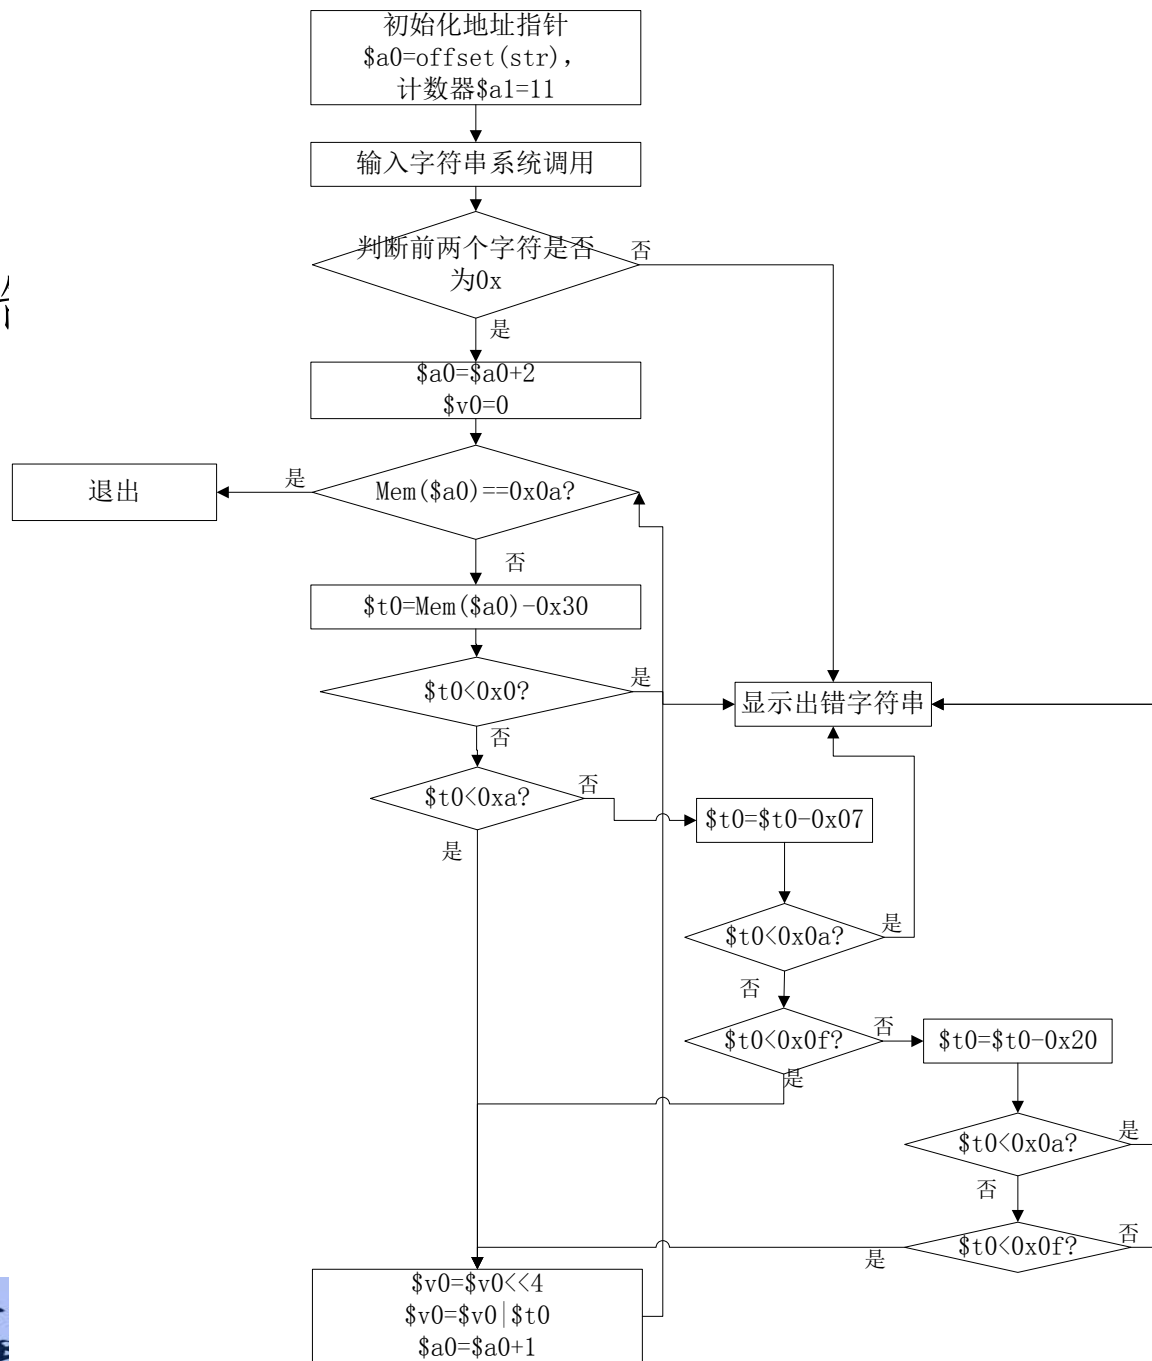 初始化地址指针
$a0=offset(str),
计数器$a1=11
输入字符串系统调用
判断前两个字符是否
为0x
否
是
$a0=$a0+2
$v0=0
退出
是
Mem($a0)==0x0a?
否
$t0=Mem($a0)-0x30
$t0<0x0?
是
显示出错字符串
否
$t0<0xa?
否
$t0=$t0-0x07
是
$t0<0x0a?
是
否
$t0<0x0f?
否
$t0=$t0-0x20
是
$t0<0x0a?
是
否
$t0<0x0f?
否
是
$v0=$v0<<4
$v0=$v0|$t0
$a0=$a0+1